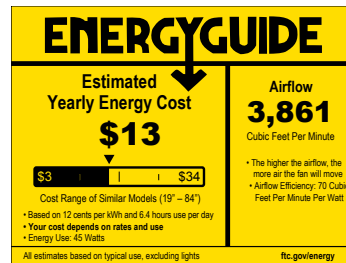 ENERGYGUIDE
Estimated
Yearly Energy Cost
$13
$3
$34
Cost Range of Similar Models (19” – 84”)
• Based on 12 cents per kWh and 6.4 hours use per day
• Your cost depends on rates and use
• Energy Use: 45 Watts
Airflow
3,861
Cubic Feet Per Minute
• The higher the airflow, the
more air the fan will move
• Airflow Efficiency: 70 Cubic
Feet Per Minute Per Watt
All estimates based on typical use, excluding lights
ftc.gov/energy